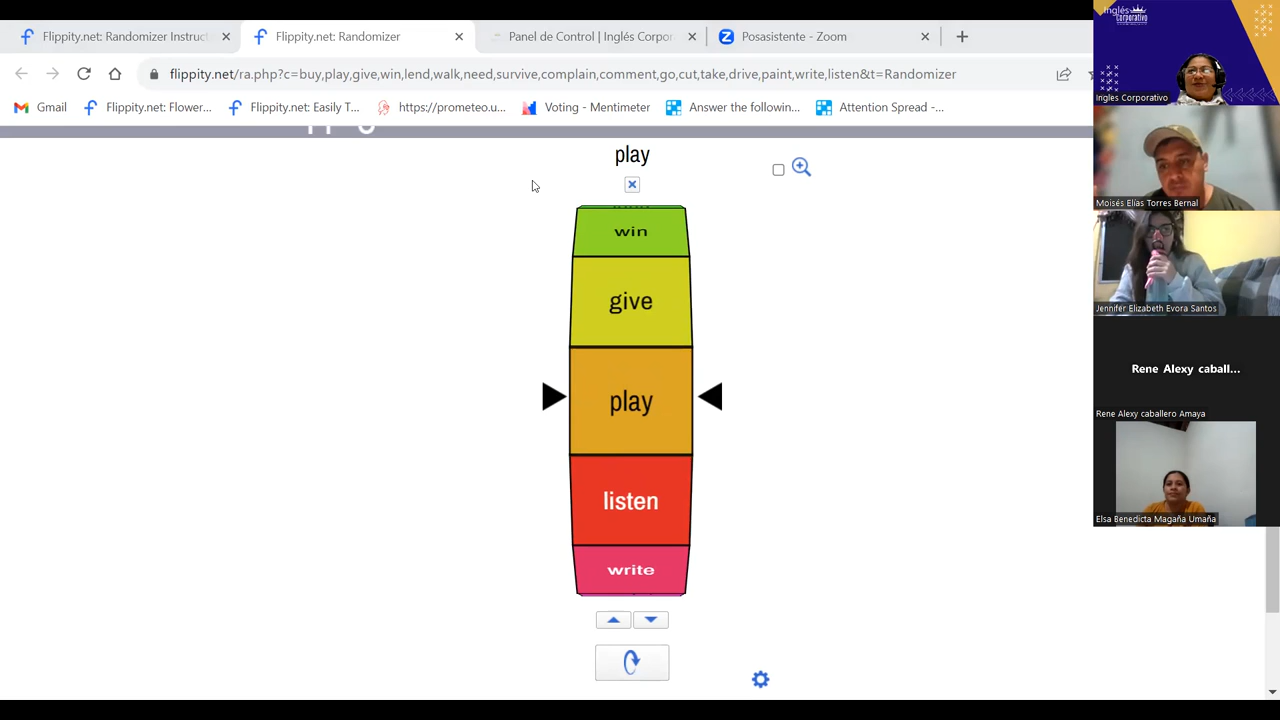 Flippity.net: Randomizer Instruct
Flippity.net: Randomizer
Panel de Control | Inglés Corpor
Posasistente - Zoom
flippity.net/ra.php?c=buy,play,give,win,lend,walk,need,survive,complain,comment,go,cut,take,drive,paint,write,listen&t=Randomizer
Gmail
Flippity.net: Flower...
Flippity.net: Easily T...
https://prometeo.u...
Voting - Mentimeter
Answer the followin...
Attention Spread -...
play
win
give
play
listen
write
Inglés
Corporativo
Ingles Corporativo
Moisés Elías Torres Bernal
Jennifer Elizabeth Evora Santos
Rene Alexy caball...
Rene Alexy caballero Amaya
Elsa Benedicta Magaña Umaña